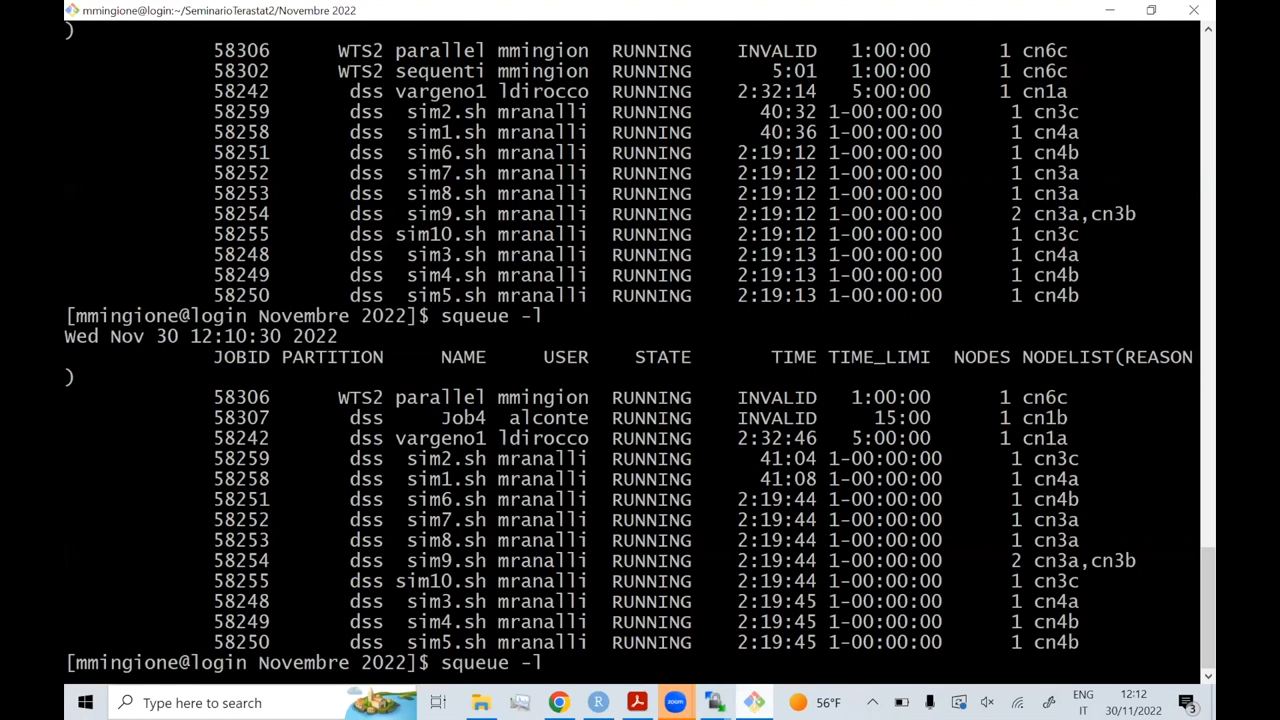 mmingione@login:~/SeminarioTerastat2/Novembre 2022
)
58306 WTS2 parallel mmingion RUNNING INVALID 1:00:00 1 cn6c
58302 WTS2 sequenti mmingion RUNNING 5:01 1:00:00 1 cn6c
58242 dss vargeno1 ldirocco RUNNING 2:32:14 5:00:00 1 cn1a
58259 dss sim2.sh mranalli RUNNING 40:32 1-00:00:00 1 cn3c
58258 dss sim1.sh mranalli RUNNING 40:36 1-00:00:00 1 cn4a
58251 dss sim6.sh mranalli RUNNING 2:19:12 1-00:00:00 1 cn4b
58252 dss sim7.sh mranalli RUNNING 2:19:12 1-00:00:00 1 cn3a
58253 dss sim8.sh mranalli RUNNING 2:19:12 1-00:00:00 1 cn3a
58254 dss sim9.sh mranalli RUNNING 2:19:12 1-00:00:00 2 cn3a,cn3b
58255 dss sim10.sh mranalli RUNNING 2:19:12 1-00:00:00 1 cn3c
58248 dss sim3.sh mranalli RUNNING 2:19:13 1-00:00:00 1 cn4a
58249 dss sim4.sh mranalli RUNNING 2:19:13 1-00:00:00 1 cn4b
58250 dss sim5.sh mranalli RUNNING 2:19:13 1-00:00:00 1 cn4b
[mmingione@login Novembre 2022]$ squeue -l
Wed Nov 30 12:10:30 2022
JOBID PARTITION NAME USER STATE TIME TIME_LIMI NODES NODELIST(REASON
)
58306 WTS2 parallel mmingion RUNNING INVALID 1:00:00 1 cn6c
58307 dss Job4 alconte RUNNING INVALID 15:00 1 cn1b
58242 dss vargeno1 ldirocco RUNNING 2:32:46 5:00:00 1 cn1a
58259 dss sim2.sh mranalli RUNNING 41:04 1-00:00:00 1 cn3c
58258 dss sim1.sh mranalli RUNNING 41:08 1-00:00:00 1 cn4a
58251 dss sim6.sh mranalli RUNNING 2:19:44 1-00:00:00 1 cn4b
58252 dss sim7.sh mranalli RUNNING 2:19:44 1-00:00:00 1 cn3a
58253 dss sim8.sh mranalli RUNNING 2:19:44 1-00:00:00 1 cn3a
58254 dss sim9.sh mranalli RUNNING 2:19:44 1-00:00:00 2 cn3a,cn3b
58255 dss sim10.sh mranalli RUNNING 2:19:44 1-00:00:00 1 cn3c
58248 dss sim3.sh mranalli RUNNING 2:19:45 1-00:00:00 1 cn4a
58249 dss sim4.sh mranalli RUNNING 2:19:45 1-00:00:00 1 cn4b
58250 dss sim5.sh mranalli RUNNING 2:19:45 1-00:00:00 1 cn4b
[mmingione@login Novembre 2022]$ squeue -l
Type here to search
R
zoom
56°F
ENG
IT
12:12
30/11/2022
3